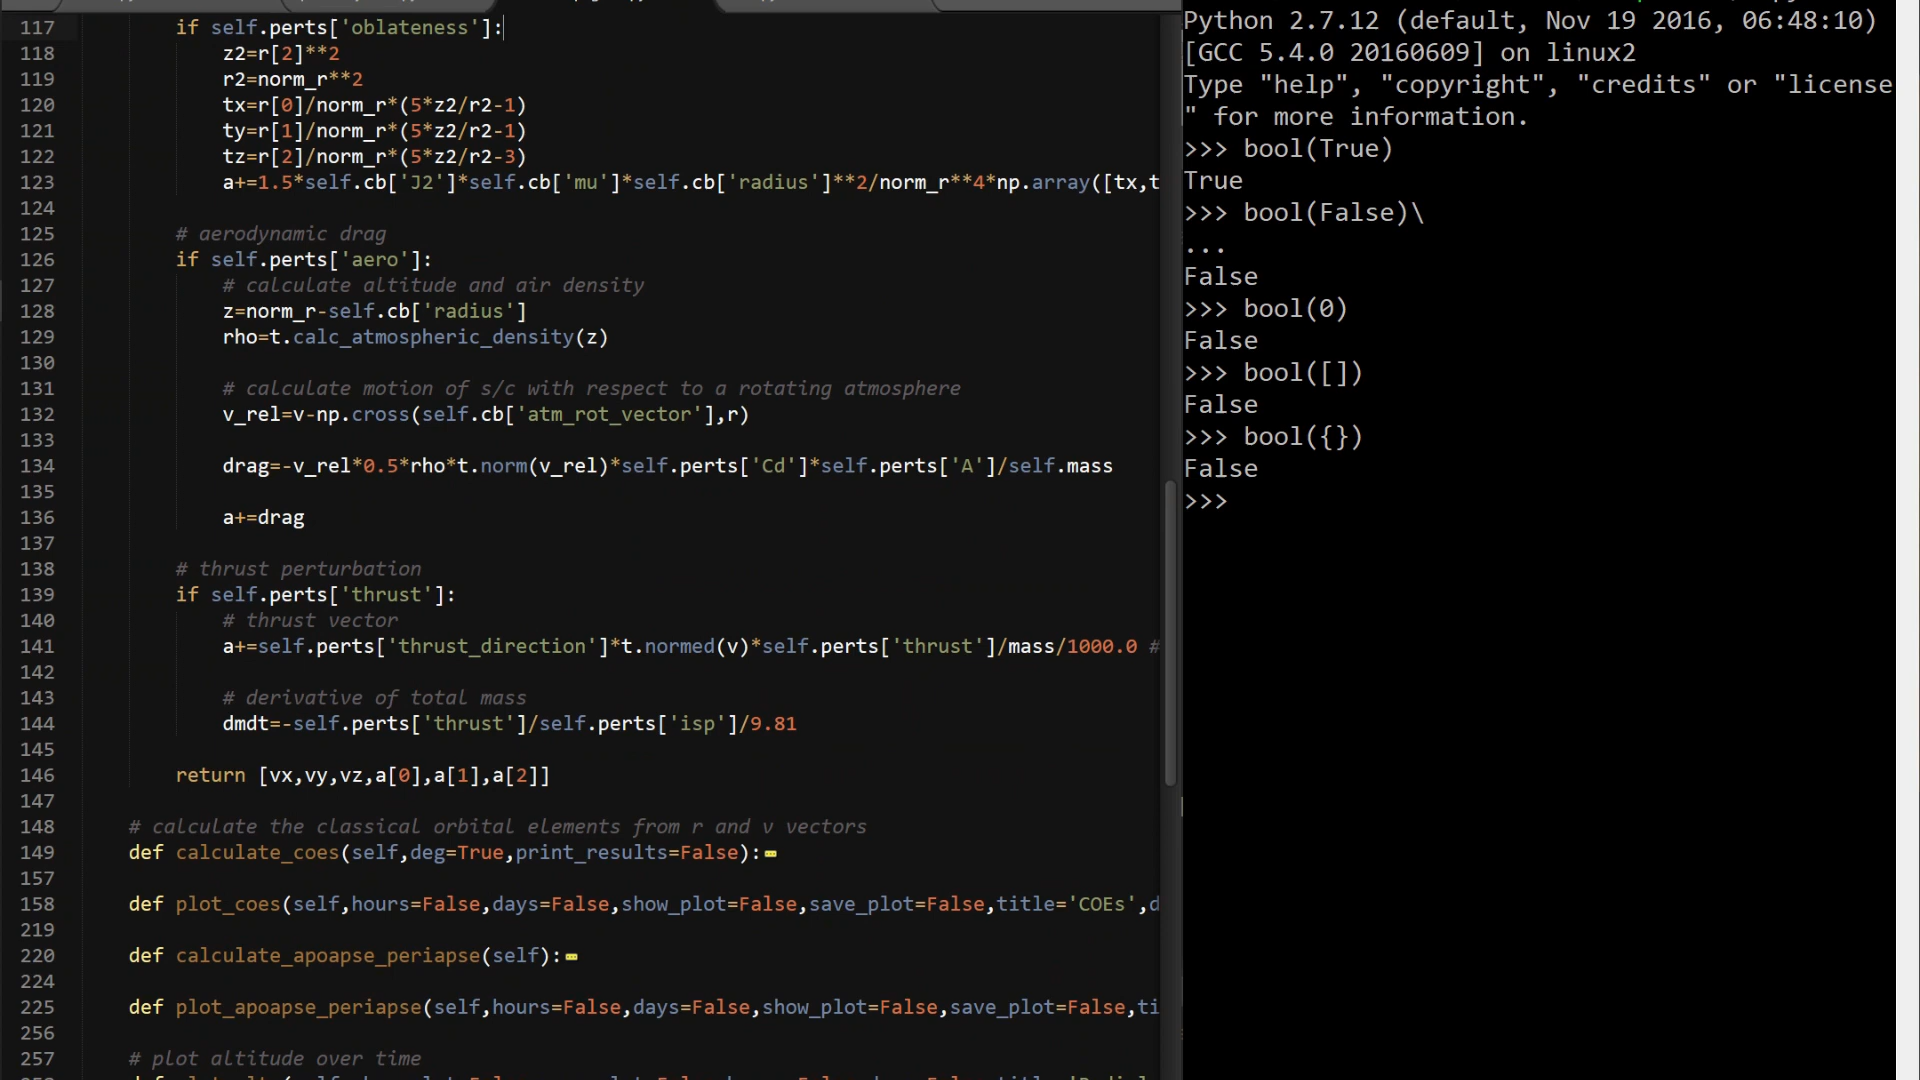 117 if self.perts['oblateness']:
118 z2=r[2]**2
119 r2=norm_r**2
120 tx=r[0]/norm_r*(5*z2/r2-1)
121 ty=r[1]/norm_r*(5*z2/r2-1)
122 tz=r[2]/norm_r*(5*z2/r2-3)
123 a+=1.5*self.cb['J2']*self.cb['mu']*self.cb['radius']**2/norm_r**4*np.array([tx,t
124
125 # aerodynamic drag
126 if self.perts['aero']:
127 # calculate altitude and air density
128 z=norm_r-self.cb['radius']
129 rho=t.calc_atmospheric_density(z)
130
131 # calculate motion of s/c with respect to a rotating atmosphere
132 v_rel=v-np.cross(self.cb['atm_rot_vector'],r)
133
134 drag=-v_rel*0.5*rho*t.norm(v_rel)*self.perts['Cd']*self.perts['A']/self.mass
135
136 a+=drag
137
138 # thrust perturbation
139 if self.perts['thrust']:
140 # thrust vector
141 a+=self.perts['thrust_direction']*t.normed(v)*self.perts['thrust']/mass/1000.0 #
142
143 # derivative of total mass
144 dmdt=-self.perts['thrust']/self.perts['isp']/9.81
145
146 return [vx,vy,vz,a[0],a[1],a[2]]
147
148 # calculate the classical orbital elements from r and v vectors
149 def calculate_coes(self,deg=True,print_results=False):
157
158 def plot_coes(self,hours=False,days=False,show_plot=False,save_plot=False,title='COEs',d
219
220 def calculate_apoapse_periapse(self):
224
225 def plot_apoapse_periapse(self,hours=False,days=False,show_plot=False,save_plot=False,ti
256
257 # plot altitude over time
Python 2.7.12 (default, Nov 19 2016, 06:48:10)
[GCC 5.4.0 20160609] on linux2
Type "help", "copyright", "credits" or "license
" for more information.
>>> bool(True)
True
>>> bool(False)\
...
False
>>> bool(0)
False
>>> bool([])
False
>>> bool({})
False
>>>